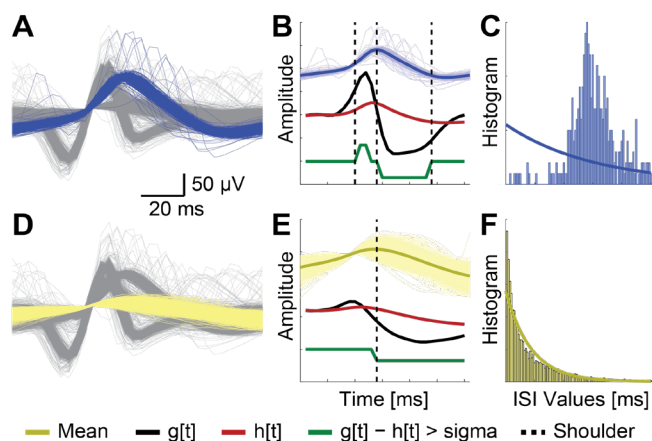 A
B
C
Amplitude
Histogram
50 μV
20 ms
D
E
F
Amplitude
Histogram
Time [ms]
ISI Values [ms]
Mean
g[t]
h[t]
g[t] – h[t] > sigma
Shoulder